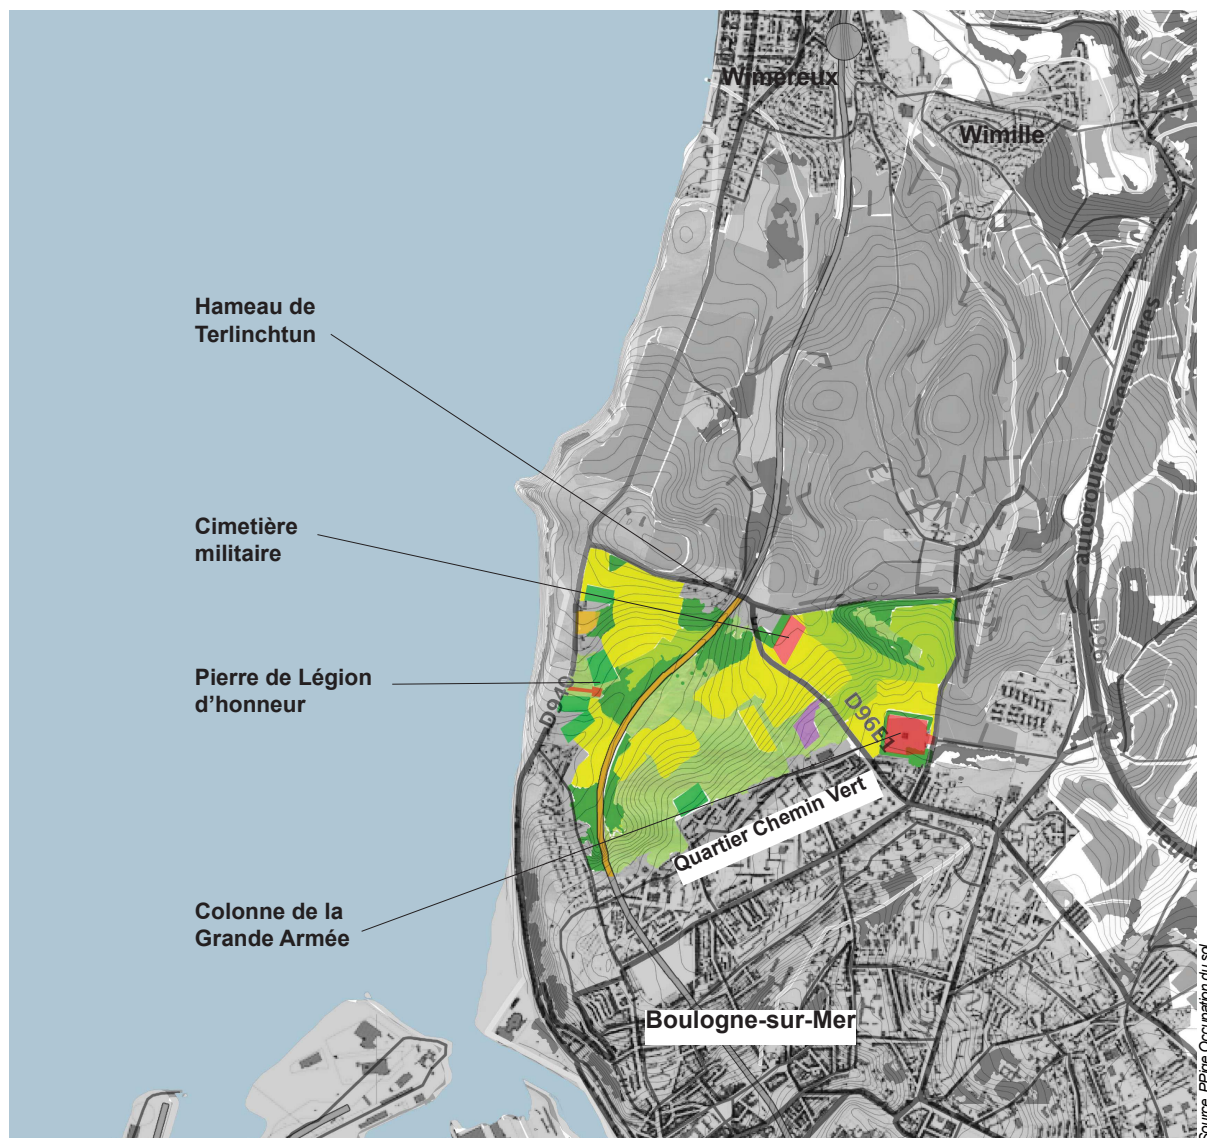 Wimereux
Wimille
Hameau de
Terlinchtun
autoroute des estuaires
Cimetière
militaire
D96
Pierre de Légion
d’honneur
D940
D96E1
Quartier Chemin Vert
Colonne de la
Grande Armée
Boulogne-sur-Mer
Source, PPige Occupation du sol